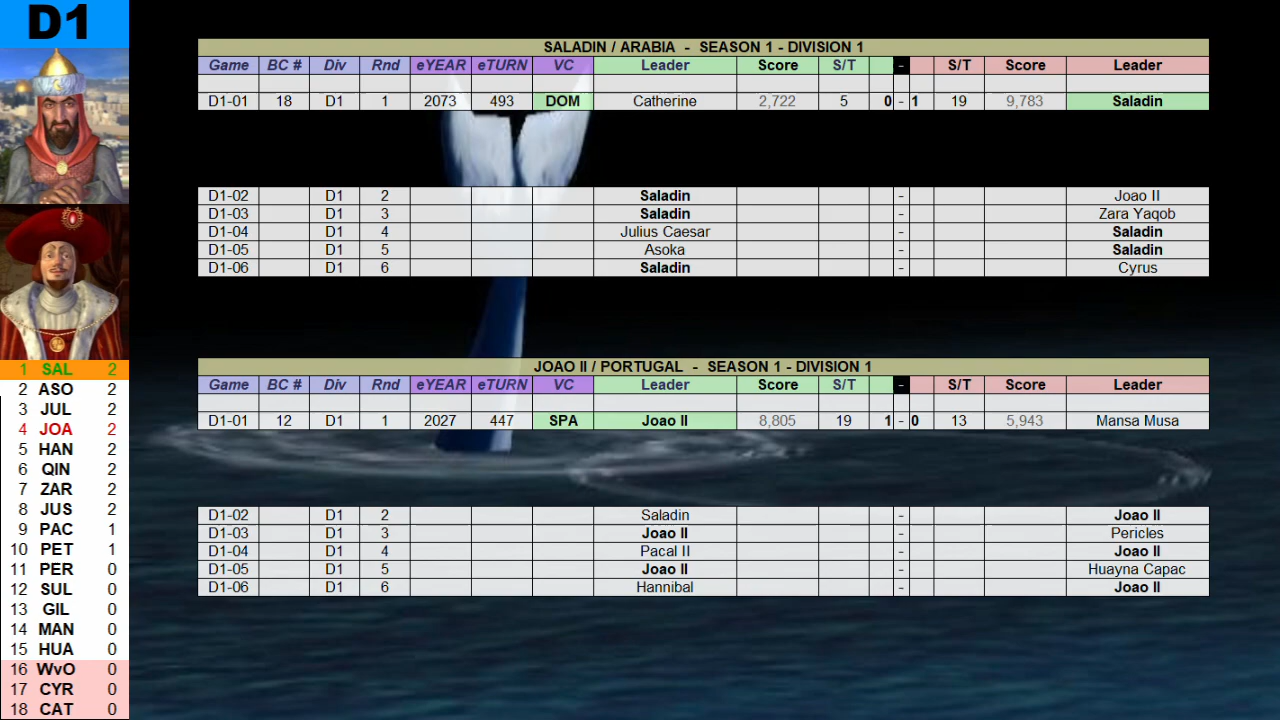 D1
SALADIN / ARABIA - SEASON 1 - DIVISION 1
Game BC # Div Rnd eYEAR eTURN VC Leader Score S/T - S/T Score Leader
D1-01 18 D1 1 2073 493 DOM Catherine 2,722 5 0 - 1 19 9,783 Saladin
D1-02 D1 2 Saladin - Joao II
D1-03 D1 3 Saladin - Zara Yaqob
D1-04 D1 4 Julius Caesar - Saladin
D1-05 D1 5 Asoka - Saladin
D1-06 D1 6 Saladin - Cyrus
JOAO II / PORTUGAL - SEASON 1 - DIVISION 1
Game BC # Div Rnd eYEAR eTURN VC Leader Score S/T - S/T Score Leader
D1-01 12 D1 1 2027 447 SPA Joao II 8,805 19 1 - 0 13 5,943 Mansa Musa
D1-02 D1 2 Saladin - Joao II
D1-03 D1 3 Joao II - Pericles
D1-04 D1 4 Pacal II - Joao II
D1-05 D1 5 Joao II - Huayna Capac
D1-06 D1 6 Hannibal - Joao II
1 SAL 2
2 ASO 2
3 JUL 2
4 JOA 2
5 HAN 2
6 QIN 2
7 ZAR 2
8 JUS 2
9 PAC 1
10 PET 1
11 PER 0
12 SUL 0
13 GIL 0
14 MAN 0
15 HUA 0
16 WvO 0
17 CYR 0
18 CAT 0